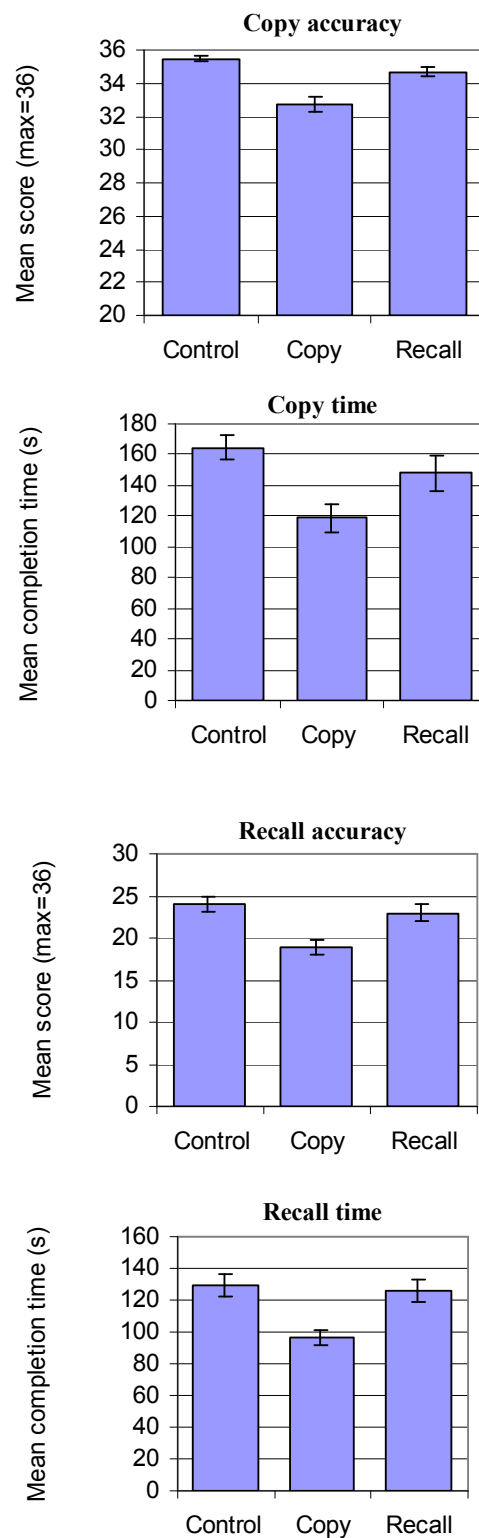 Copy accuracy
Mean score (max=36)
36
34
32
30
28
26
24
22
20
Control Copy Recall
Copy time
Mean completion time (s)
180
160
140
120
100
80
60
40
20
0
Control Copy Recall
Recall accuracy
Mean score (max=36)
30
25
20
15
10
5
0
Control Copy Recall
Recall time
Mean completion time (s)
160
140
120
100
80
60
40
20
0
Control Copy Recall